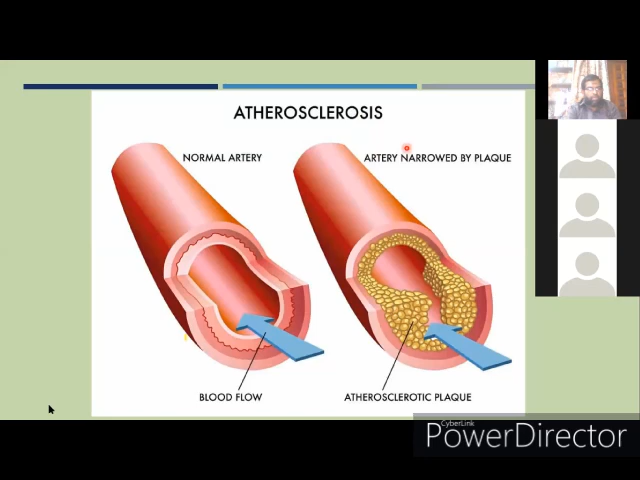 ATHEROSCLEROSIS
NORMAL ARTERY
ARTERY NARROWED BY PLAQUE
BLOOD FLOW
ATHEROSCLEROTIC PLAQUE
CyberLink
PowerDirector